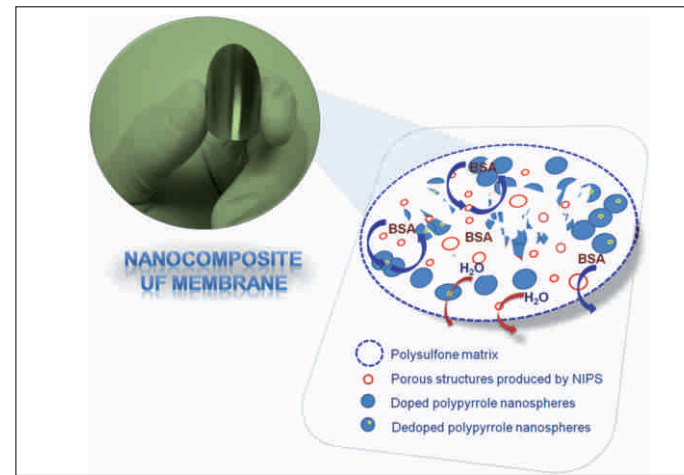 BSA
BSA
BSA
BSA
H2O
H2O
NANOCOMPOSITE
UF MEMBRANE
Polysulfone matrix
Porous structures produced by NIPS
Doped polypyrrole nanospheres
Dedoped polypyrrole nanospheres